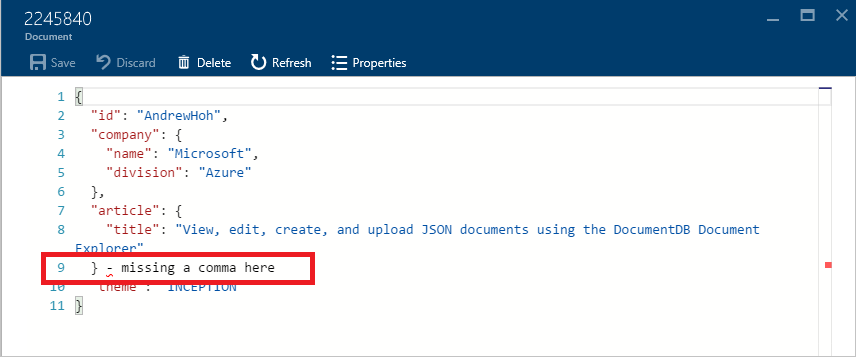 2245840
Document
Save Discard Delete Refresh Properties
1 {
2 "id": "AndrewHoh",
3 "company": {
4 "name": "Microsoft",
5 "division": "Azure"
6 },
7 "article": {
8 "title": "View, edit, create, and upload JSON documents using the DocumentDB Document
Explorer"
9 } - missing a comma here
10 "theme": "INCEPTION"
11 }